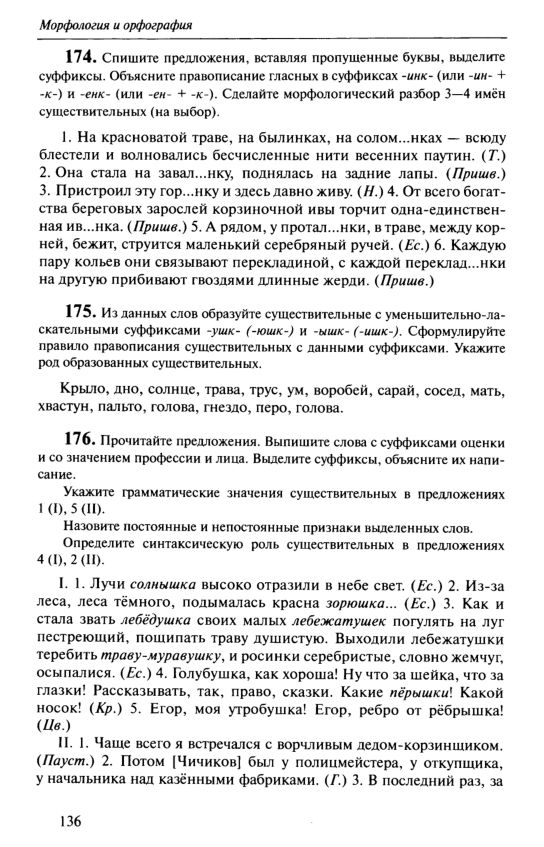 Морфология и орфография
174. Спишите предложения, вставляя пропущенные буквы, выделите
суффиксы. Объясните правописание гласных в суффиксах -инк- (или -ин- +
-к-) и -енк- (или -ен- + -к-). Сделайте морфологический разбор 3—4 имён
существительных (на выбор).
1. На красноватой траве, на былинках, на солом...нках — всюду
блестели и волновались бесчисленные нити весенних паутин. (Т.)
2. Она стала на завал...нку, поднялась на задние лапы. (Пришв.)
3. Пристроил эту гор...нку и здесь давно живу. (Н.) 4. От всего богат-
ства береговых зарослей корзиночной ивы торчит одна-единствен-
ная ив...нка. (Пришв.) 5. А рядом, у протал...нки, в траве, между кор-
ней, бежит, струится маленький серебряный ручей. (Ес.) 6. Каждую
пару кольев они связывают перекладиной, с каждой переклад...нки
на другую прибивают гвоздями длинные жерди. (Пришв.)
175. Из данных слов образуйте существительные с уменьшительно-ла-
скательными суффиксами -ушк- (-юшк-) и -ышк- (-ишк-). Сформулируйте
правило правописания существительных с данными суффиксами. Укажите
род образованных существительных.
Крыло, дно, солнце, трава, трус, ум, воробей, сарай, сосед, мать,
хвастун, пальто, голова, гнездо, перо, голова.
176. Прочитайте предложения. Выпишите слова с суффиксами оценки
и со значением профессии и лица. Выделите суффиксы, объясните их напи-
сание.
Укажите грамматические значения существительных в предложениях
1 (I), 5 (II).
Назовите постоянные и непостоянные признаки выделенных слов.
Определите синтаксическую роль существительных в предложениях
4 (I), 2 (II).
I. 1. Лучи солнышка высоко отразили в небе свет. (Ес.) 2. Из-за
леса, леса тёмного, подымалась красна зорюшка... (Ес.) 3. Как и
стала звать лебёдушка своих малых лебежатушек погулять на луг
пестреющий, пощипать траву душистую. Выходили лебежатушки
теребить траву-муравушку, и росинки серебристые, словно жемчуг,
осыпалися. (Ес.) 4. Голубушка, как хороша! Ну что за шейка, что за
глазки! Рассказывать, так, право, сказки. Какие пёрышки! Какой
носок! (Кр.) 5. Егор, моя утробушка! Егор, ребро от рёбрышка!
(Цв.)
II. 1. Чаще всего я встречался с ворчливым дедом-корзинщиком.
(Пауст.) 2. Потом [Чичиков] был у полицмейстера, у откупщика,
у начальника над казёнными фабриками. (Г.) 3. В последний раз, за
136